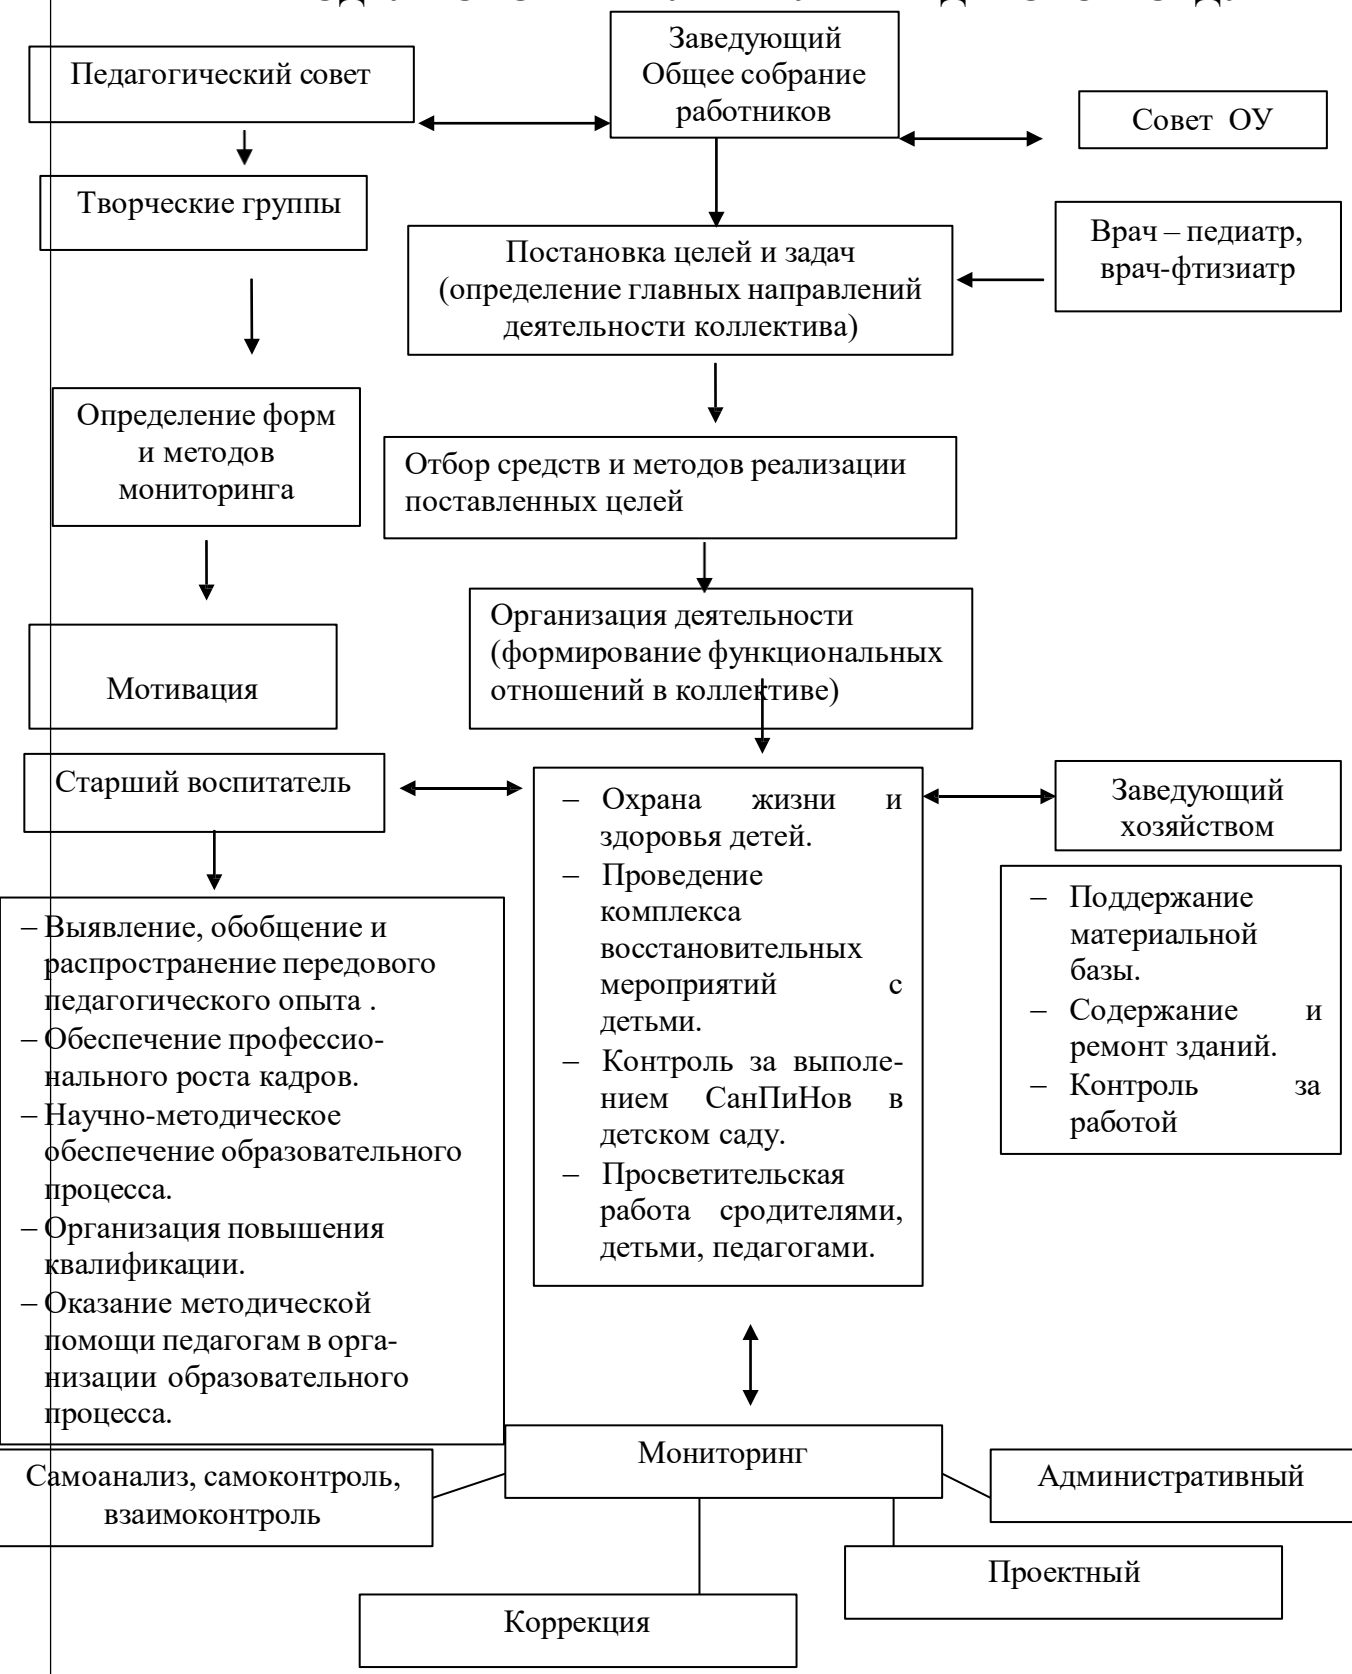 Заведующий
Общее собрание
работников
Педагогический совет
Совет ОУ
Творческие группы
Врач – педиатр,
врач-фтизиатр
Постановка целей и задач
(определение главных направлений
деятельности коллектива)
Определение форм
и методов
мониторинга
Отбор средств и методов реализации
поставленных целей
Организация деятельности
(формирование функциональных
отношений в коллективе)
Мотивация
Старший воспитатель
– Охрана жизни и
здоровья детей.
– Проведение
комплекса
восстановительных
мероприятий с
детьми.
– Контроль за выполе-
нием СанПиНов в
детском саду.
– Просветительская
работа сродителями,
детьми, педагогами.
Заведующий
хозяйством
– Поддержание
материальной
базы.
– Содержание и
ремонт зданий.
– Контроль за
работой
– Выявление, обобщение и
распространение передового
педагогического опыта .
– Обеспечение профессио-
нального роста кадров.
– Научно-методическое
обеспечение образовательного
процесса.
– Организация повышения
квалификации.
– Оказание методической
помощи педагогам в орга-
низации образовательного
процесса.
Мониторинг
Самоанализ, самоконтроль,
взаимоконтроль
Административный
Проектный
Коррекция